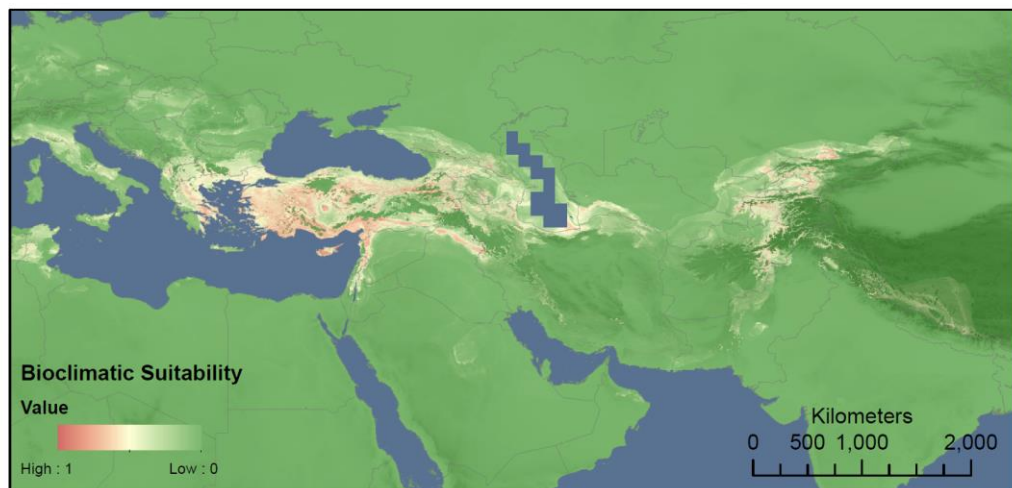 Bioclimatic Suitability
Value
High : 1 Low : 0
Kilometers
0 500 1,000 2,000